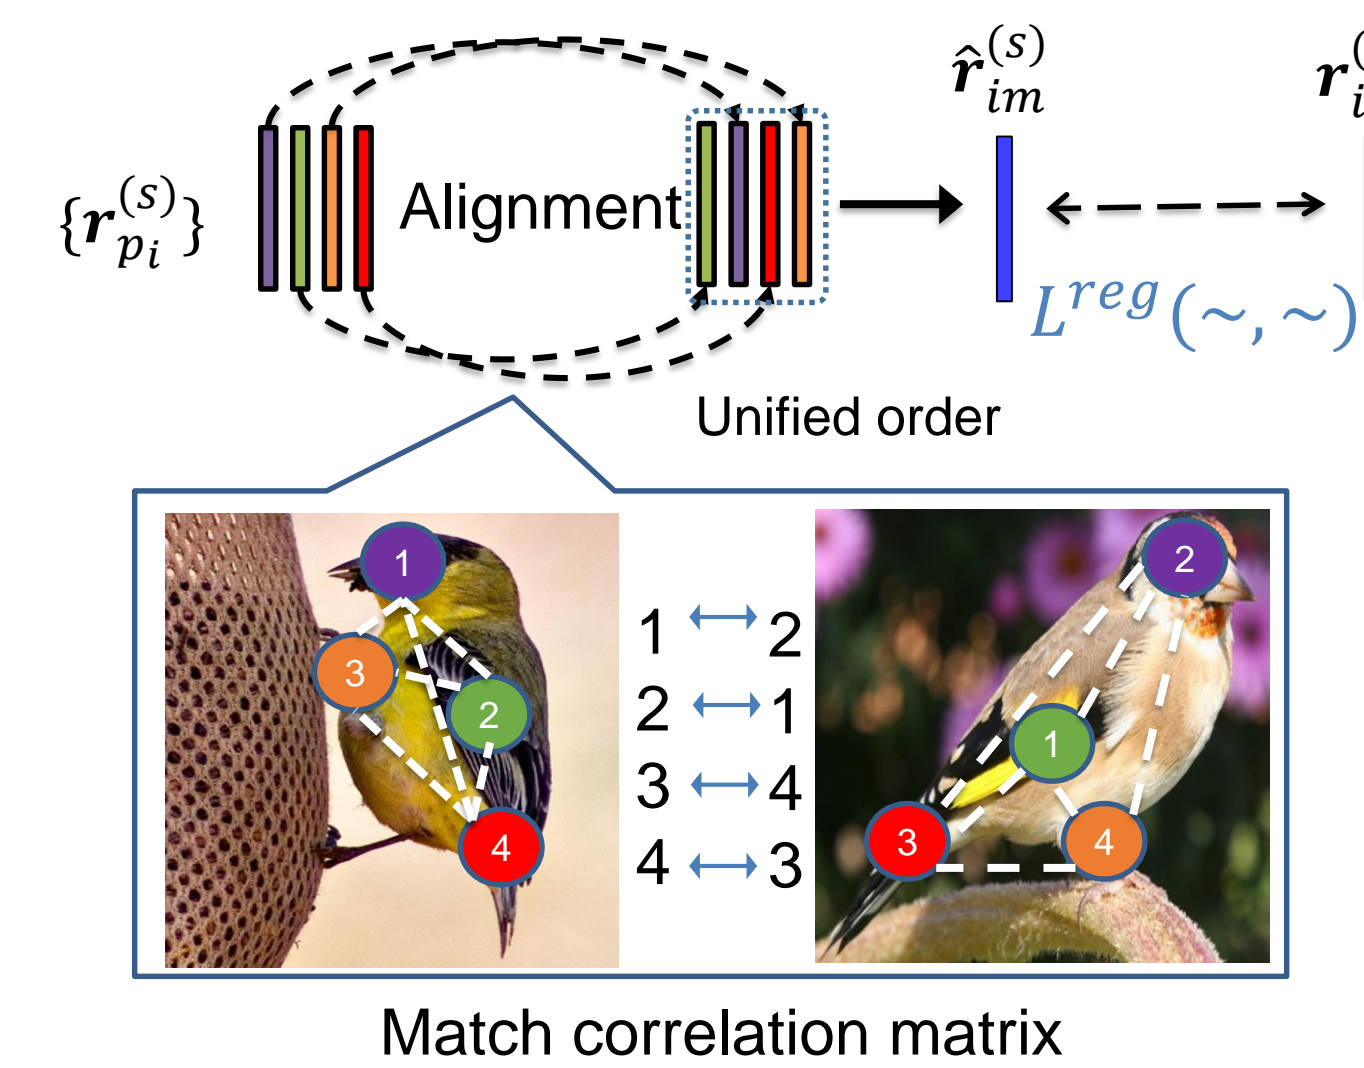 {r_{p_i}^{(s)}}
Alignment
r̂_{im}^{(s)}
L^{reg}(~,~)
Unified order
1
3
2
4
1 ↔ 2
2 ↔ 1
3 ↔ 4
4 ↔ 3
2
1
3
4
Match correlation matrix